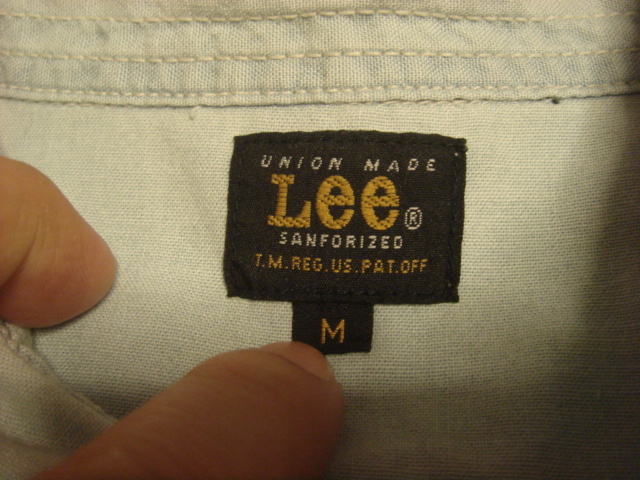 UNION MADE
Lee®
SANFORIZED
T.M.REG.US.PAT.OFF
M